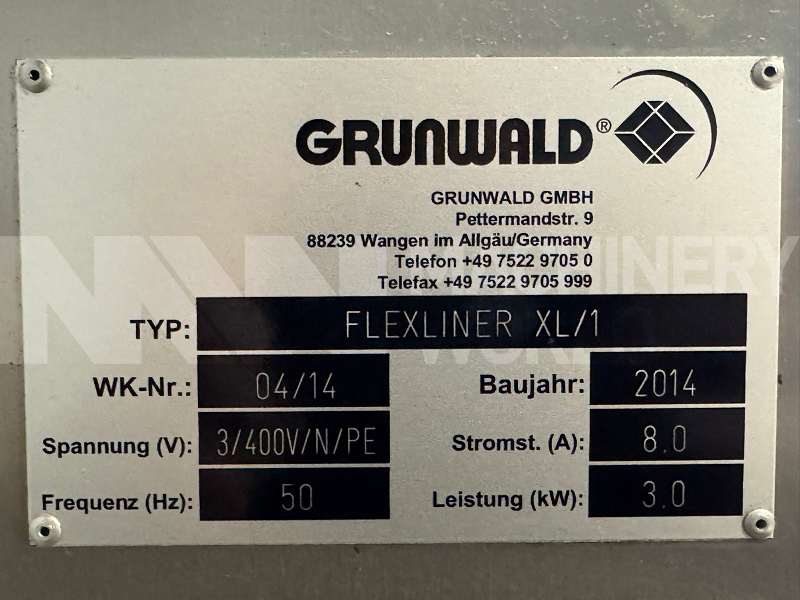 GRUNWALD®
GRUNWALD GMBH
Pettermandstr. 9
88239 Wangen im Allgäu/Germany
Telefon +49 7522 9705 0
Telefax +49 7522 9705 999
MACHINERY
WORLD
TYP: FLEXLINER XL/1
WK-Nr.: 04/14 Baujahr: 2014
Spannung (V): 3/400V/N/PE Stromst. (A): 8.0
Frequenz (Hz): 50 Leistung (kW): 3.0